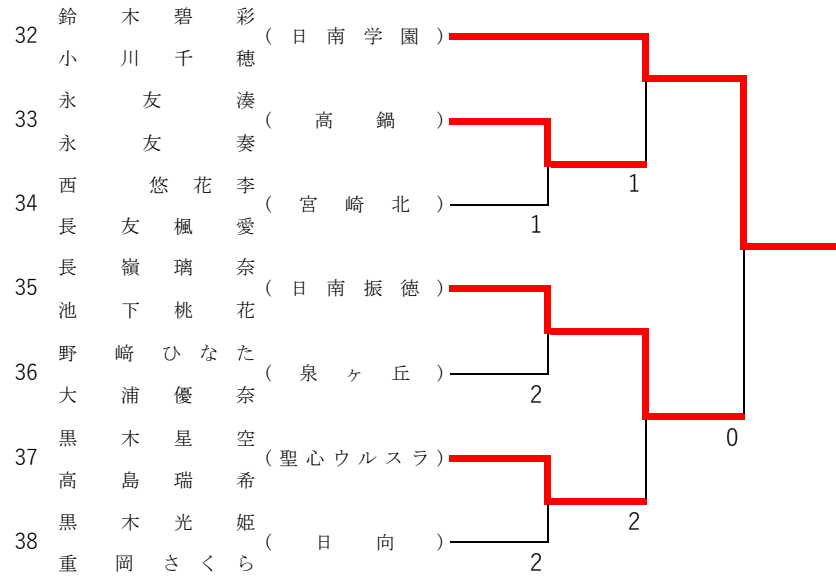 鈴木碧彩
32 (日南学園)
小川千穂
永友湊
33 (高鍋)
永友奏
1
西悠花李
34 (宮崎北)
1
長友楓愛
長嶺璃奈
35 (日南振徳)
池下桃花
野﨑ひなた
36 (泉ヶ丘)
2
大浦優奈
0
黒木星空
37 (聖心ウルスラ)
高島瑞希
2
黒木光姫
38 (日向)
2
重岡さくら